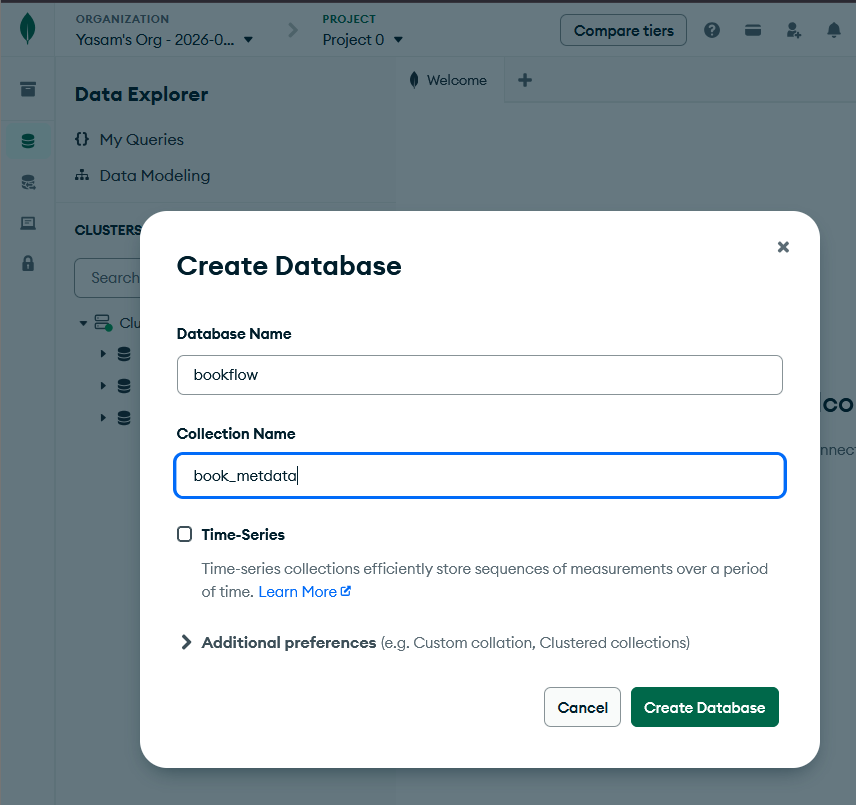 ORGANIZATION
Yasam's Org - 2026-0...
PROJECT
Project 0
Compare tiers
Data Explorer
Welcome
{} My Queries
Data Modeling
CLUSTERS
Search
Clu
Create Database
Database Name
bookflow
Collection Name
book_metdata
Time-Series
Time-series collections efficiently store sequences of measurements over a period
of time. Learn More
Additional preferences (e.g. Custom collation, Clustered collections)
Cancel
Create Database
co
nnect